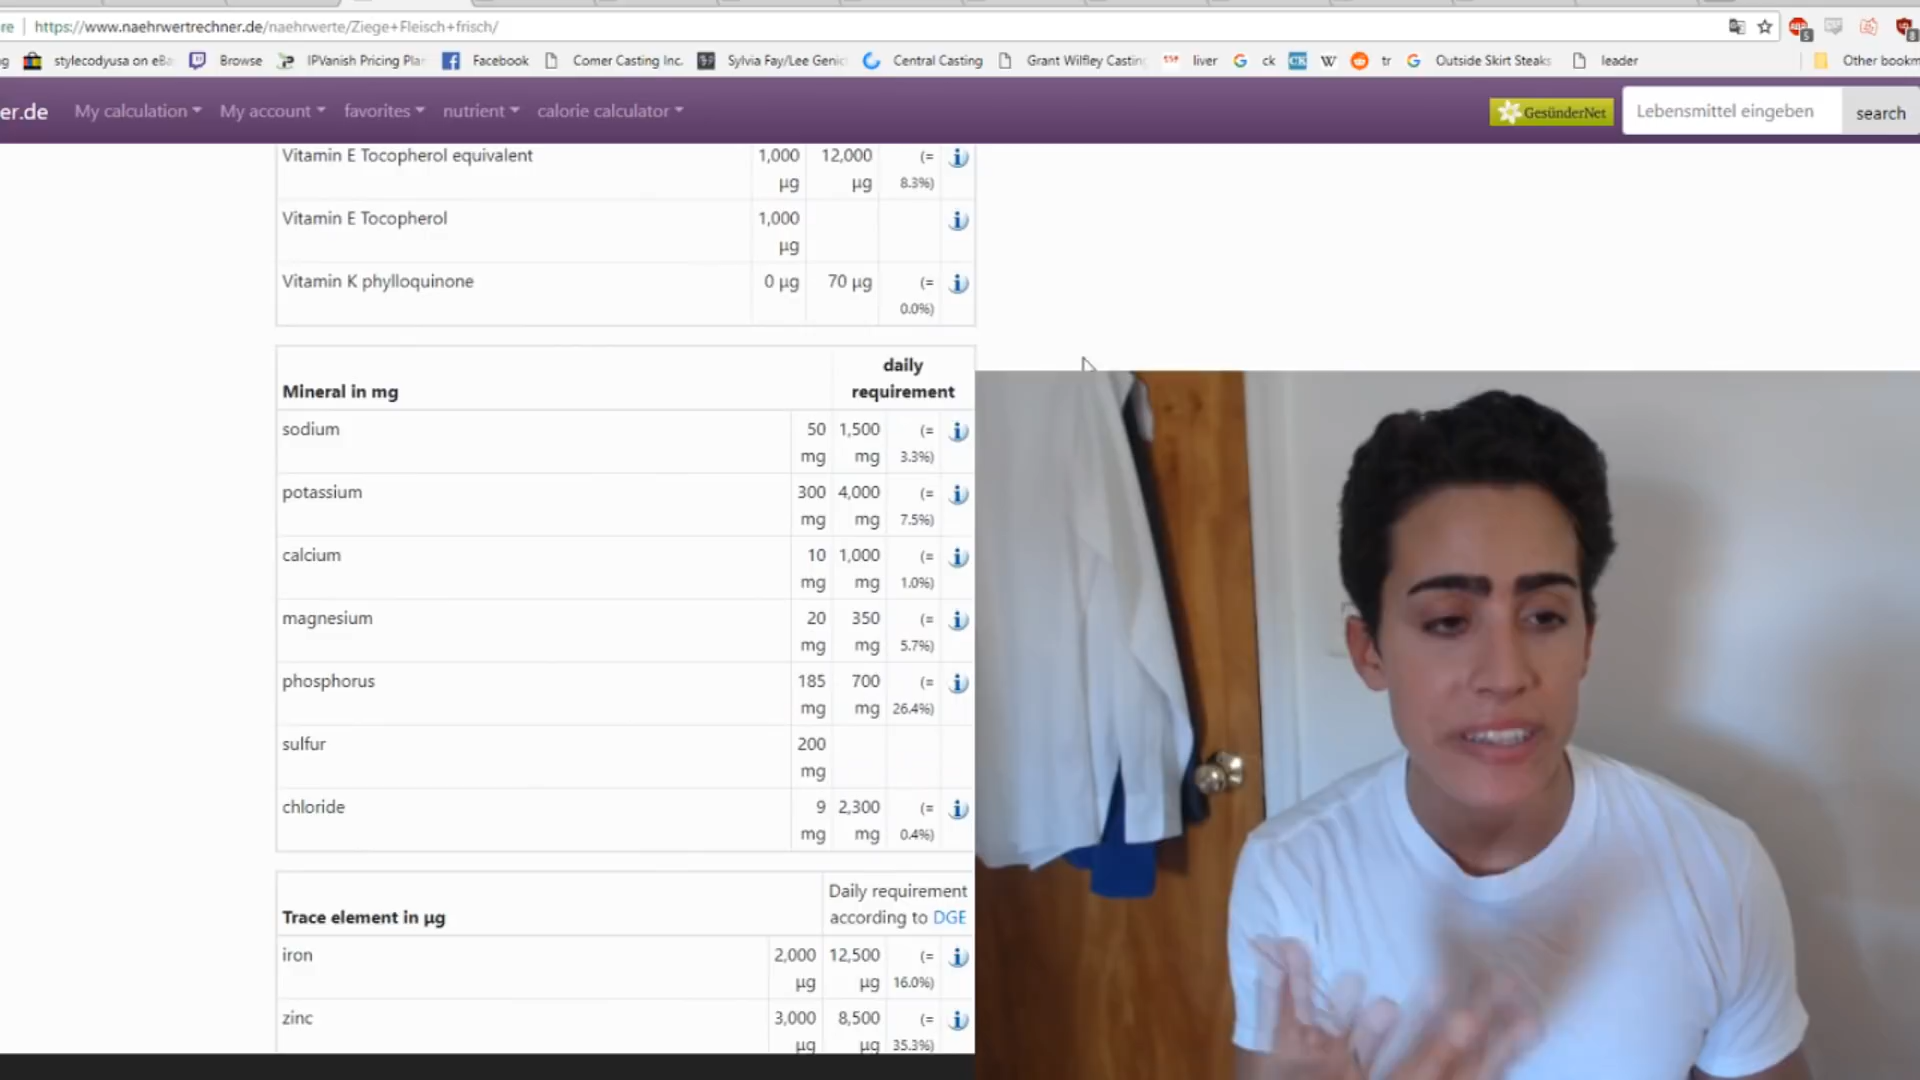 re https://www.naehrwertrechner.de/naehrwerte/Ziege+Fleisch+frisch/
stylecodyusa on eBa Browse IPVanish Pricing Pla Facebook Comer Casting Inc. Sylvia Fay/Lee Genic Central Casting Grant Wilfley Casting liver ck CK W tr Outside Skirt Steaks leader Other bookm
er.de My calculation My account favorites nutrient calorie calculator GesünderNet Lebensmittel eingeben search
Vitamin E Tocopherol equivalent 1,000 12,000 (=
µg µg 8.3%)
Vitamin E Tocopherol 1,000
µg
Vitamin K phylloquinone 0 µg 70 µg (=
0.0%)
daily
Mineral in mg requirement
sodium 50 1,500 (=
mg mg 3.3%)
potassium 300 4,000 (=
mg mg 7.5%)
calcium 10 1,000 (=
mg mg 1.0%)
magnesium 20 350 (=
mg mg 5.7%)
phosphorus 185 700 (=
mg mg 26.4%)
sulfur 200
mg
chloride 9 2,300 (=
mg mg 0.4%)
Daily requirement
Trace element in µg according to DGE
iron 2,000 12,500 (=
µg µg 16.0%)
zinc 3,000 8,500 (=
µg µg 35.3%)